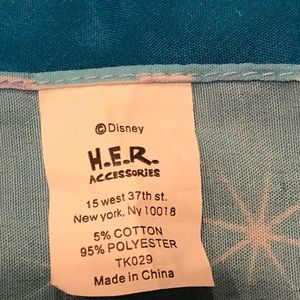 ©Disney
H.E.R.
ACCESSORIES
15 west 37th st.
New york, Ny 10018
5% COTTON
95% POLYESTER
TK029
Made in China